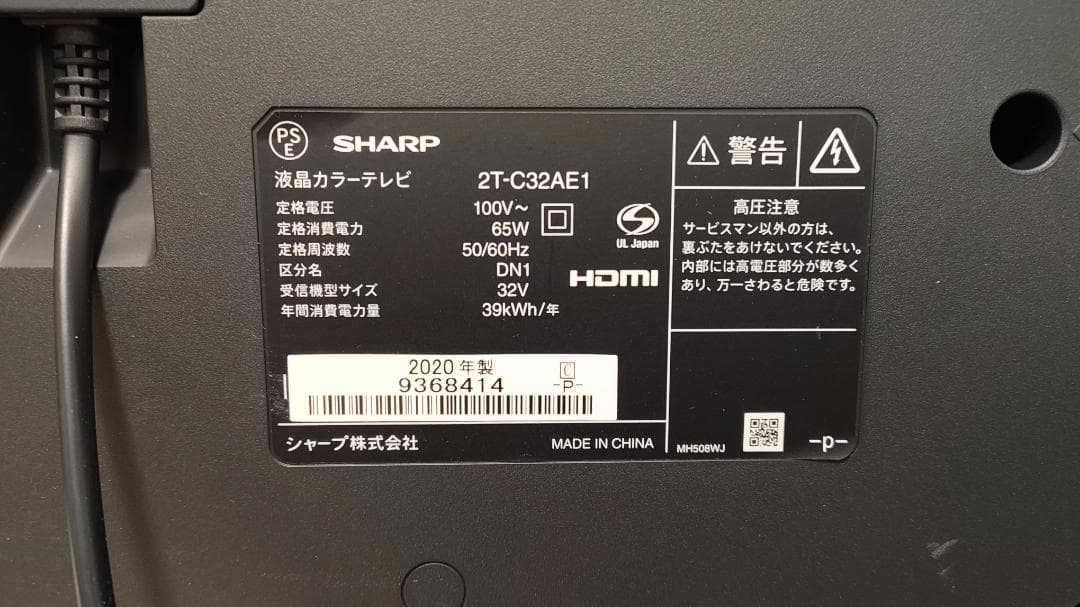 PS
E
SHARP
液晶カラーテレビ 2T-C32AE1
定格電圧 100V～
定格消費電力 65W
定格周波数 50/60Hz
区分名 DN1
受信機型サイズ 32V
年間消費電力量 39kWh/年
S
UL Japan
HDMI
2020 年製
9368414
C
-P-
シャープ株式会社 MADE IN CHINA
警告
高圧注意
サービスマン以外の方は、
裏ぶたをあけないでください。
内部には高電圧部分が数多く
あり、万一さわると危険です。
MH508WJ
-p-